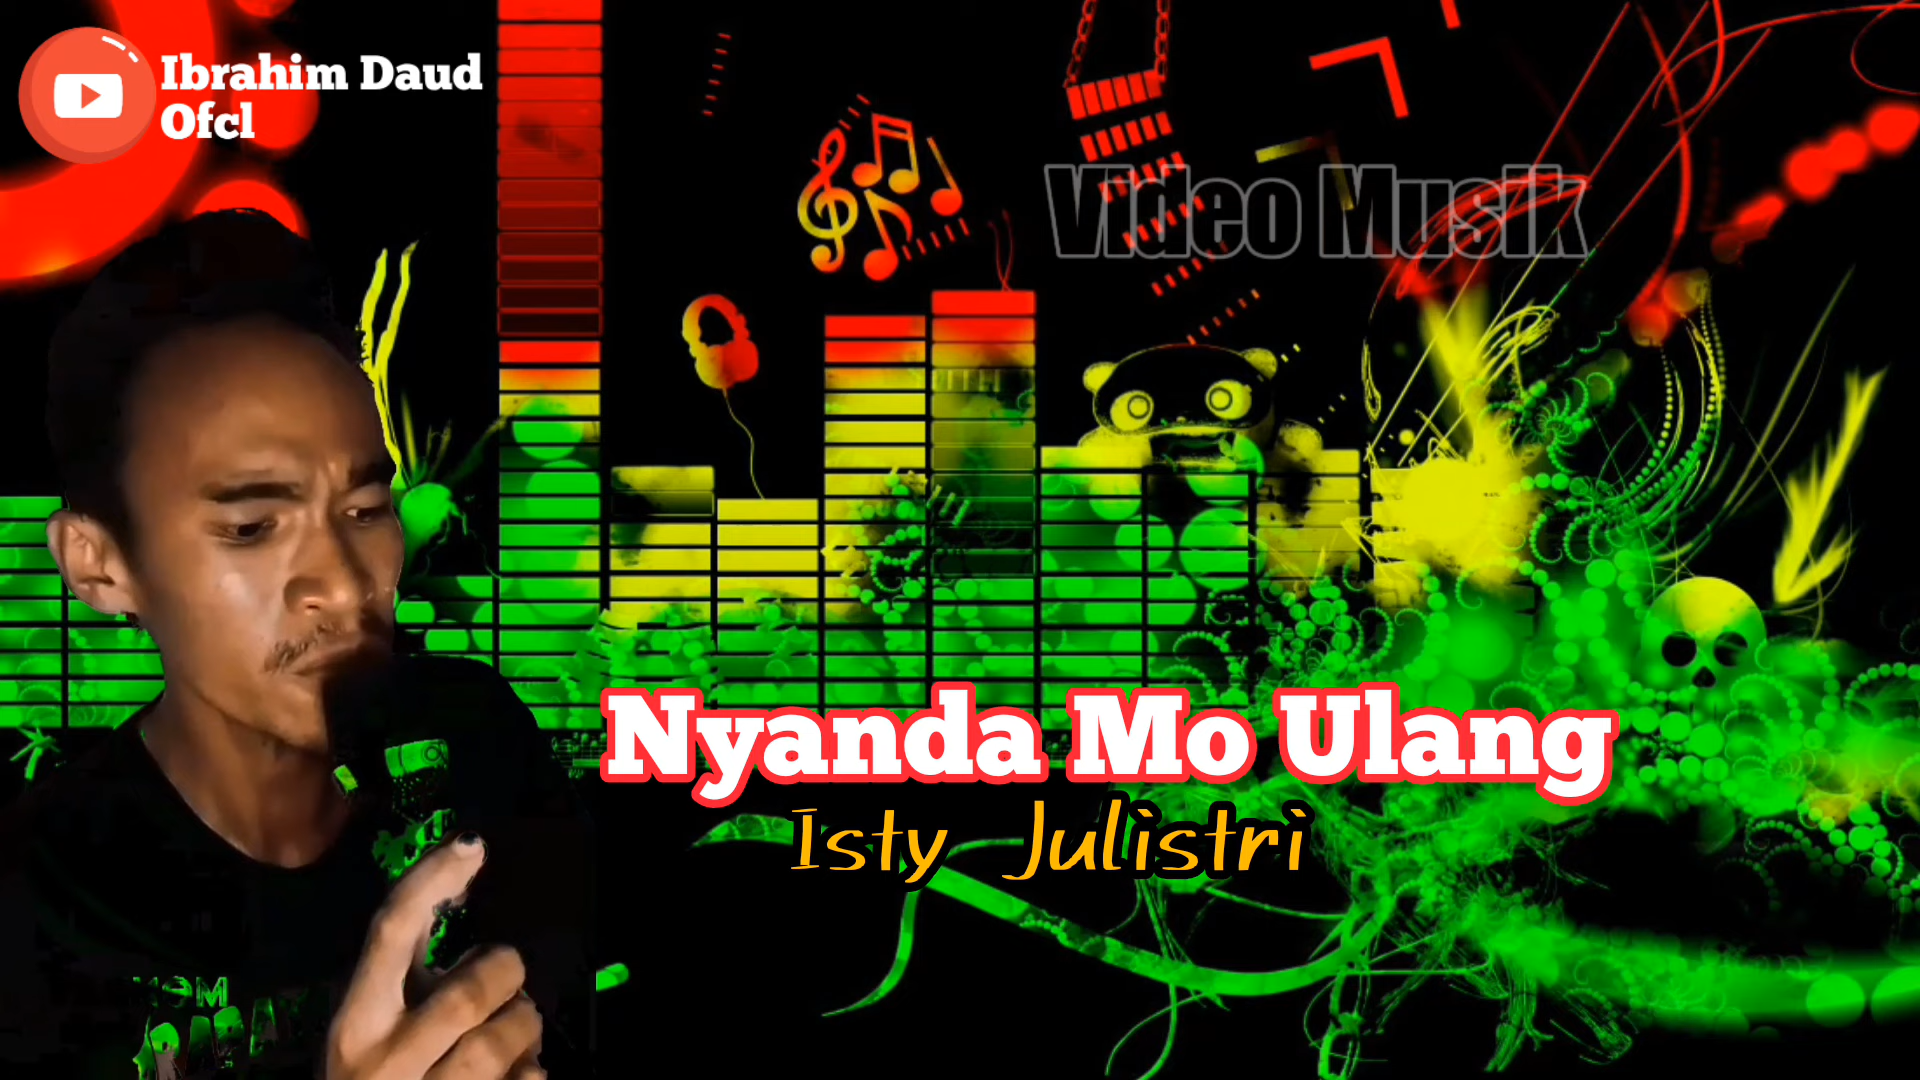 Ibrahim Daud
Ofcl
Video Musik
Nyanda Mo Ulang
Isty Julistri